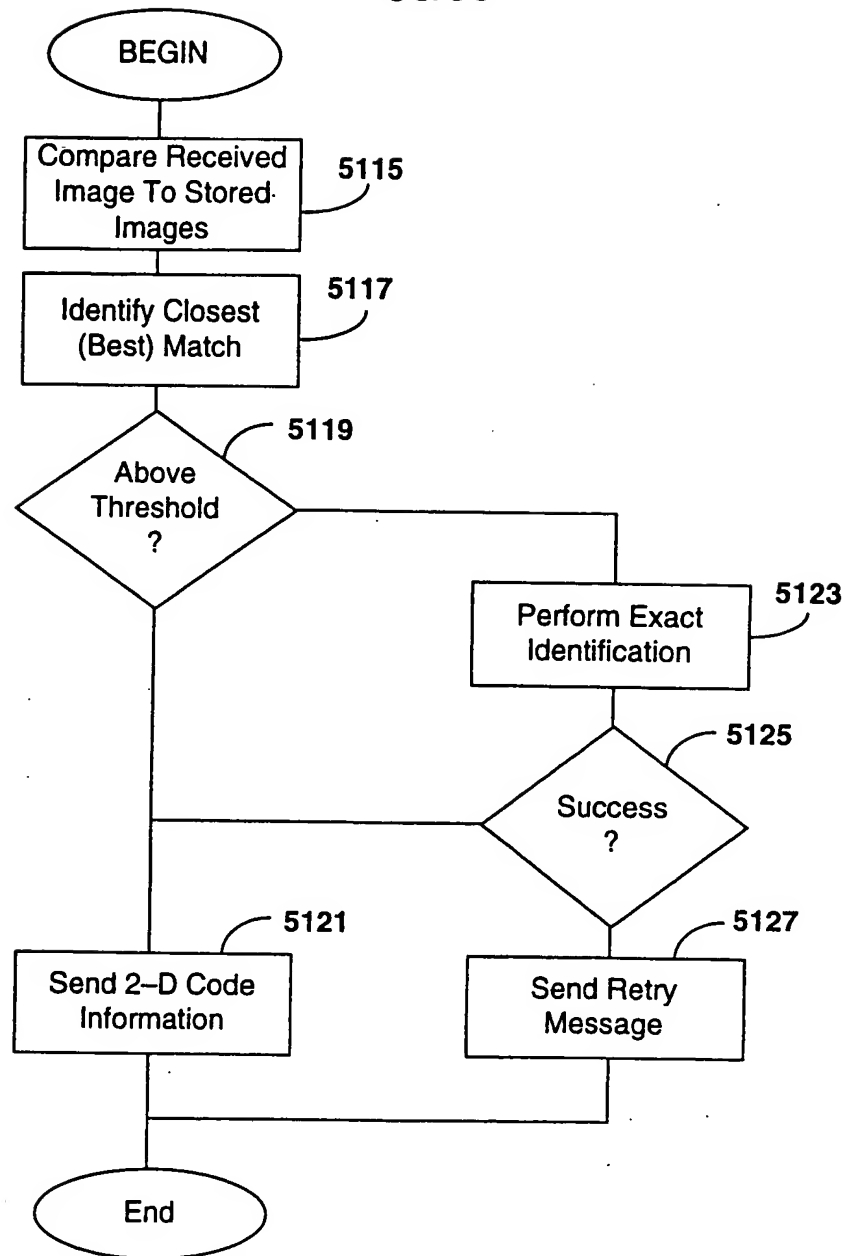 BEGIN
Compare Received
Image To Stored
Images
5115
Identify Closest
(Best) Match
5117
Above
Threshold
?
5119
Perform Exact
Identification
5123
Success
?
5125
Send 2–D Code
Information
5121
Send Retry
Message
5127
End